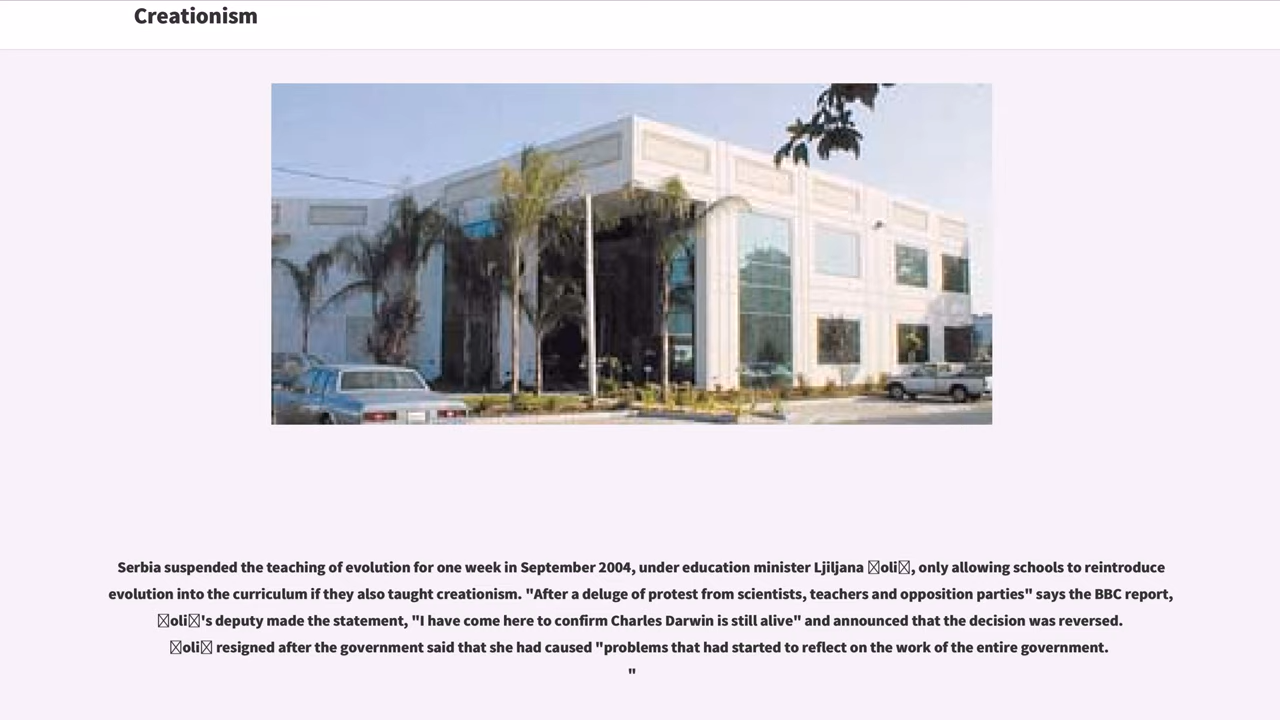 Creationism
Serbia suspended the teaching of evolution for one week in September 2004, under education minister Ljiljana □oli□, only allowing schools to reintroduce
evolution into the curriculum if they also taught creationism. "After a deluge of protest from scientists, teachers and opposition parties" says the BBC report,
□oli□'s deputy made the statement, "I have come here to confirm Charles Darwin is still alive" and announced that the decision was reversed.
□oli□ resigned after the government said that she had caused "problems that had started to reflect on the work of the entire government.
"